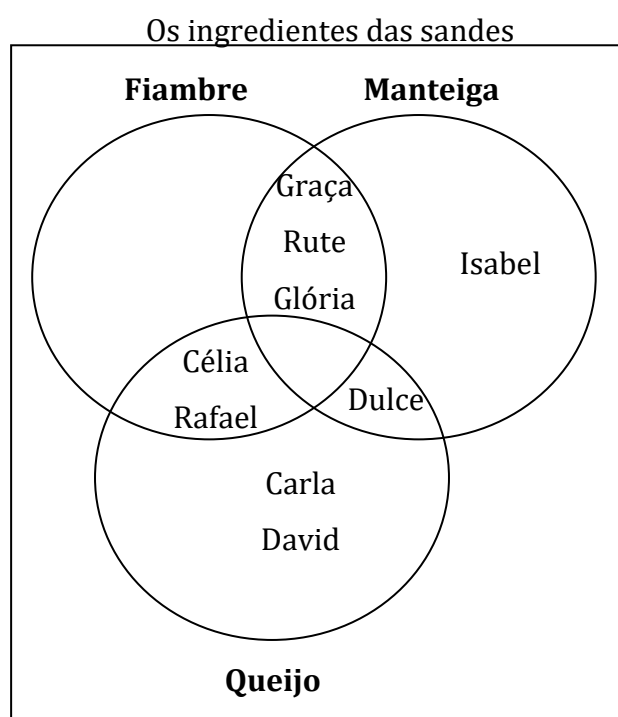 Os ingredientes das sandes
Fiambre Manteiga
Graça
Rute
Isabel
Glória
Célia
Dulce
Rafael
Carla
David
Queijo